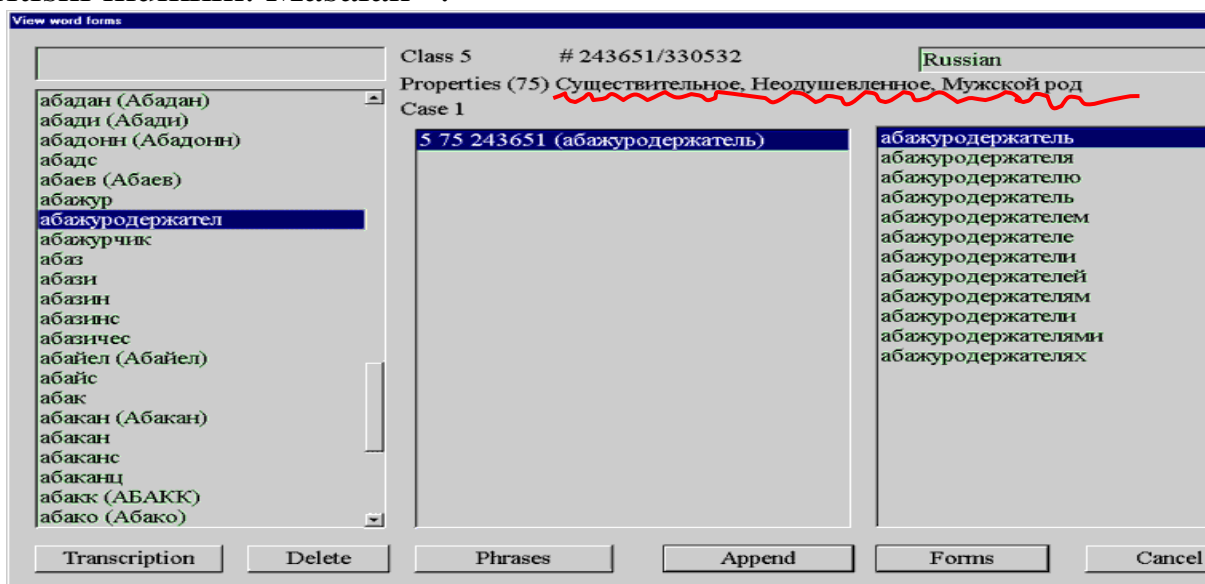 View word forms
Class 5 # 243651/330532 Russian
Properties (75) Существительное, Неодушевленное, Мужской род
Case 1
абадан (Абадан)
абади (Абади)
абадонн (Абадонн)
абадс
абаев (Абаев)
абажур
абажуродержател
абажурчик
абаз
абази
абазин
абазинс
абазичес
абайел (Абайел)
абайс
абак
абакан (Абакан)
абакан
абаканс
абаканц
абакк (АБАКК)
абако (Абако)
5 75 243651 (абажуродержатель)
абажуродержатель
абажуродержателя
абажуродержателю
абажуродержатель
абажуродержателем
абажуродержателе
абажуродержатели
абажуродержателей
абажуродержателям
абажуродержатели
абажуродержателями
абажуродержателях
Transcription Delete Phrases Append Forms Cancel